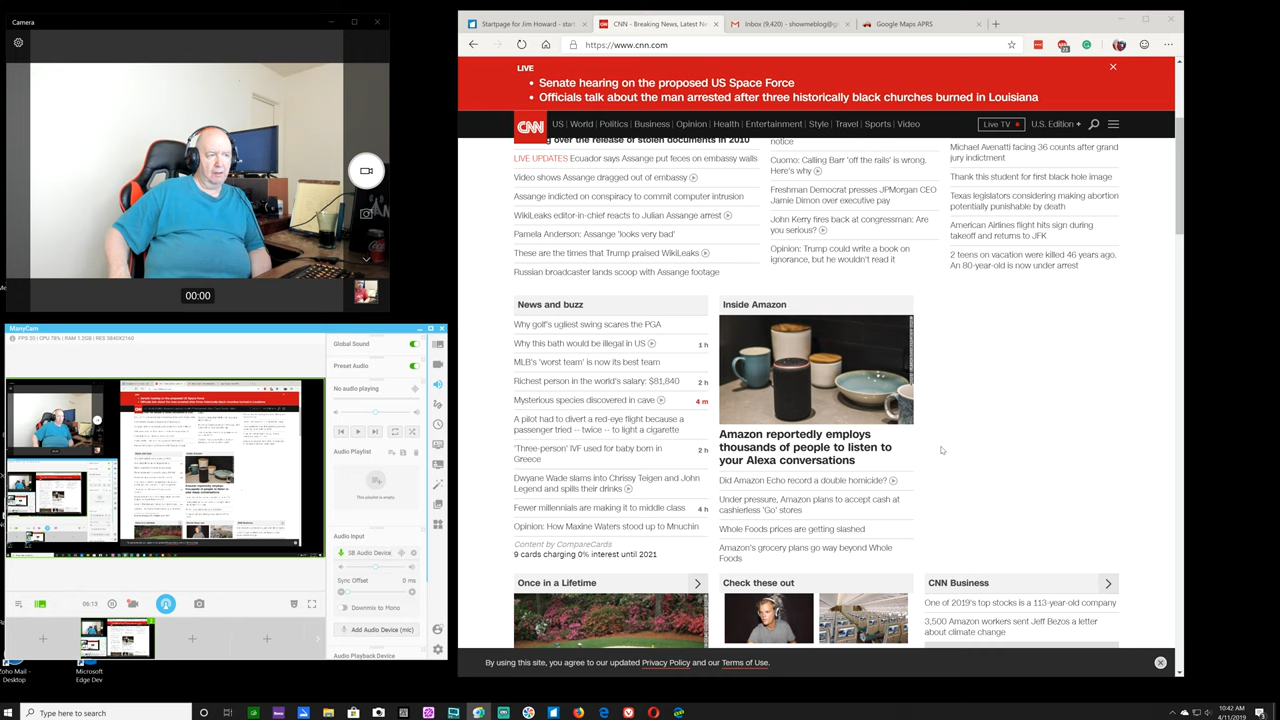 Camera
00:00
ManyCam
FPS 20 | CPU 78% | RAM 1.2GB | RES 3840X2160
Global Sound
Preset Audio
No audio playing
Audio Playlist
This playlist is empty
Audio Input
SB Audio Device
Sync Offset 0 ms
Downmix to Mono
Add Audio Device (mic)
Audio Playback Device
06:13
Zoho Mail - Desktop
Microsoft Edge Dev
Startpage for Jim Howard - start
CNN - Breaking News, Latest Ne
Inbox (9,420) - showmeblog@g
Google Maps APRS
https://www.cnn.com
LIVE
Senate hearing on the proposed US Space Force
Officials talk about the man arrested after three historically black churches burned in Louisiana
CNN
US World Politics Business Opinion Health Entertainment Style Travel Sports Video
Live TV
U.S. Edition +
over the release of stolen documents in 2010
LIVE UPDATES Ecuador says Assange put feces on embassy walls
Video shows Assange dragged out of embassy
Assange indicted on conspiracy to commit computer intrusion
WikiLeaks editor-in-chief reacts to Julian Assange arrest
Pamela Anderson: Assange 'looks very bad'
These are the times that Trump praised WikiLeaks
Russian broadcaster lands scoop with Assange footage
notice
Cuomo: Calling Barr 'off the rails' is wrong.
Here's why
Freshman Democrat presses JPMorgan CEO
Jamie Dimon over executive pay
John Kerry fires back at congressman: Are
you serious?
Opinion: Trump could write a book on
ignorance, but he wouldn't read it
Michael Avenatti facing 36 counts after grand
jury indictment
Thank this student for first black hole image
Texas legislators considering making abortion
potentially punishable by death
American Airlines flight hits sign during
takeoff and returns to JFK
2 teens on vacation were killed 46 years ago.
An 80-year-old is now under arrest
News and buzz
Why golf's ugliest swing scares the PGA
Why this bath would be illegal in US 1 h
MLB's 'worst team' is now its best team
Richest person in the world's salary: $81,840 2 h
Mysterious species discovered in cave 4 m
A pilot had to divert a red-eye flight because a
passenger tried -- twice -- to light a cigarette
'Three-person' IVF used for baby born in 2 h
Greece
Dwyane Wade slams into Chrissy Teigen and John
Legend and spills their drinks
Fewer millennials are making it to middle class 4 h
Opinion: How Maxine Waters stood up to Mnuchin
Content by CompareCards
9 cards charging 0% interest until 2021
Inside Amazon
Amazon reportedly employs
thousands of people to listen to
your Alexa conversations
Did Amazon Echo record a double homicide?
Under pressure, Amazon plans to accept cash at
cashierless 'Go' stores
Whole Foods prices are getting slashed
Amazon's grocery plans go way beyond Whole
Foods
Once in a Lifetime
Check these out
CNN Business
One of 2019's top stocks is a 113-year-old company
3,500 Amazon workers sent Jeff Bezos a letter
about climate change
By using this site, you agree to our updated Privacy Policy and our Terms of Use.
Type here to search
10:42 AM
4/11/2019